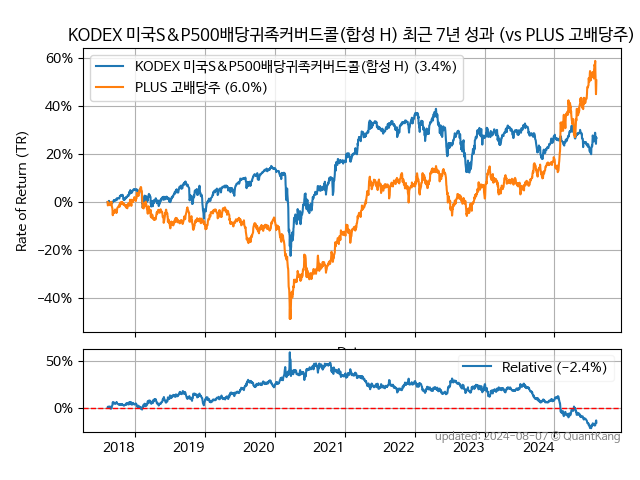 KODEX 미국S&P500배당귀족커버드콜(합성 H) 최근 7년 성과 (vs PLUS 고배당주)
KODEX 미국S&P500배당귀족커버드콜(합성 H) (3.4%)
PLUS 고배당주 (6.0%)
Rate of Return (TR)
60%
40%
20%
0%
−20%
−40%
Relative (−2.4%)
50%
0%
2018 2019 2020 2021 2022 2023 2024
updated: 2024-08-07 © QuantKang